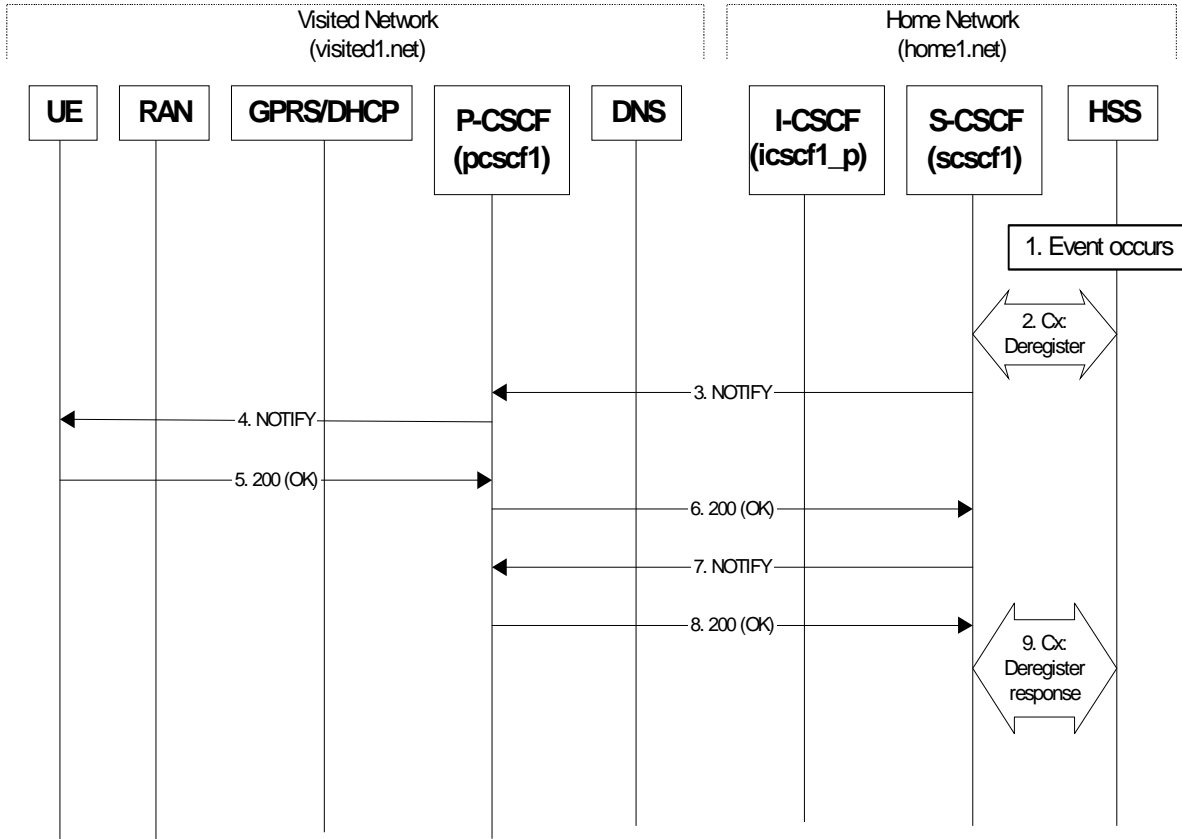 Visited Network
(visited1.net)
Home Network
(home1.net)
UE
RAN
GPRS/DHCP
P-CSCF
(pcscf1)
DNS
I-CSCF
(icscf1_p)
S-CSCF
(scscf1)
HSS
1. Event occurs
2. Cx:
Deregister
3. NOTIFY
4. NOTIFY
5. 200 (OK)
6. 200 (OK)
7. NOTIFY
8. 200 (OK)
9. Cx:
Deregister
response